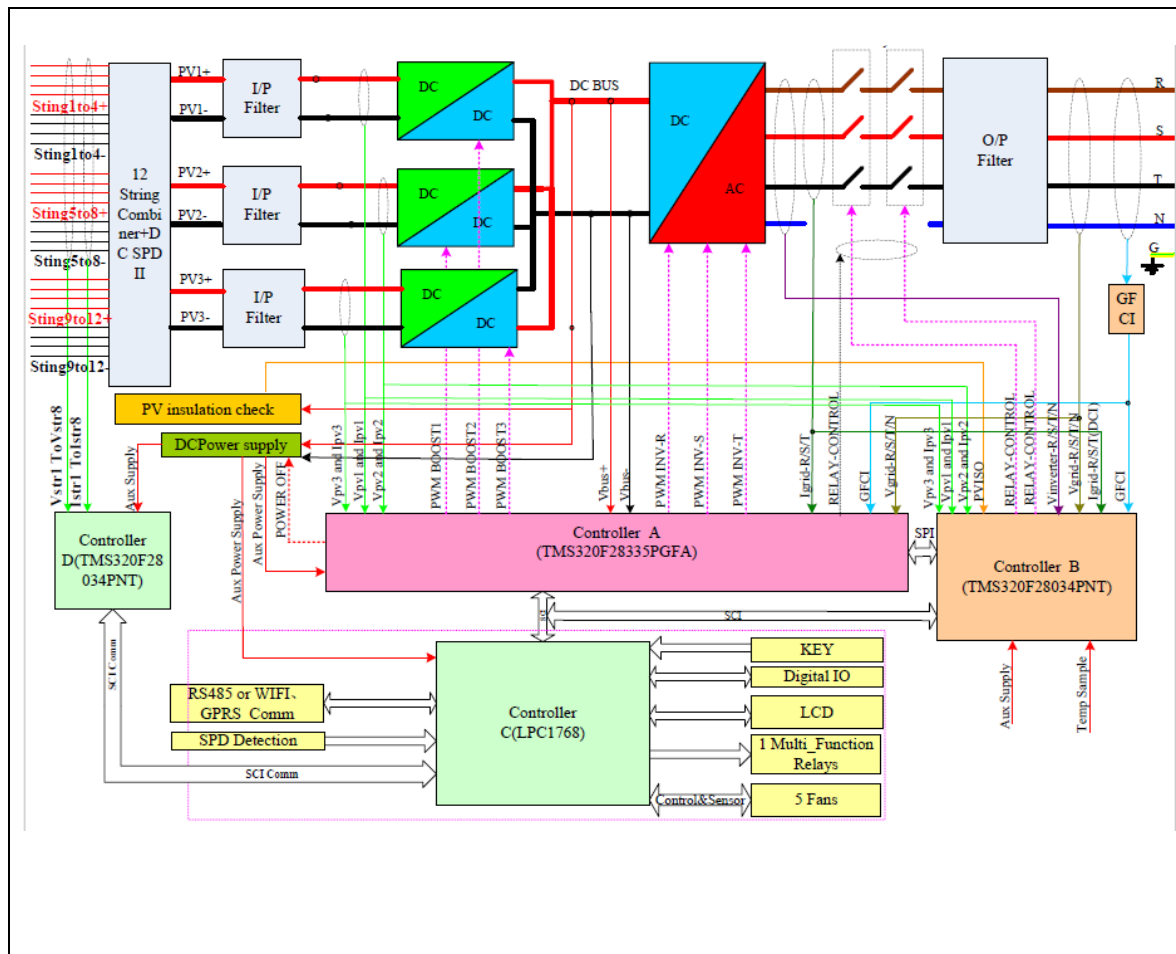 Sting1to4+
Sting1to4-
Sting5to8+
Sting5to8-
Sting9to12+
Sting9to12-
12
String
Combi
ner+D
C SPD
II
PV1+
PV1-
PV2+
PV2-
PV3+
PV3-
I/P
Filter
I/P
Filter
I/P
Filter
DC
DC
DC
DC
DC
DC
DC BUS
DC
AC
O/P
Filter
R
S
T
N
G
GF
CI
PV insulation check
DCPower supply
Vstr1 ToVstr8
Istr1 ToIstr8
Aux Supply
Aux Power Supply
Aux Power Supply
POWER OFF
Vpv3 and Ipv3
Vpv1 and Ipv1
Vpv2 and Ipv2
PWM BOOST1
PWM BOOST2
PWM BOOST3
Vbus+
Vbus-
PWM INV-R
PWM INV-S
PWM INV-T
Igrid-R/S/T
RELAY-CONTROL
GFCI
Vgrid-R/S/T/N
Vpv3 and Ipv3
Vpv1 and Ipv1
Vpv2 and Ipv2
PVISO
RELAY-CONTROL
RELAY-CONTROL
Vinverter-R/S/T/N
Vgrid-R/S/T/N
Igrid-R/S/T(DCI)
GFCI
Controller
D(TMS320F28
034PNT)
Controller A
(TMS320F28335PGFA)
SPI
Controller B
(TMS320F28034PNT)
SCI
SCI Comm
KEY
Digital IO
LCD
1 Multi_Function
Relays
5 Fans
Control&Sensor
RS485 or WIFI、
GPRS Comm
SPD Detection
Controller
C(LPC1768)
SCI Comm
Aux Supply
Temp Sample